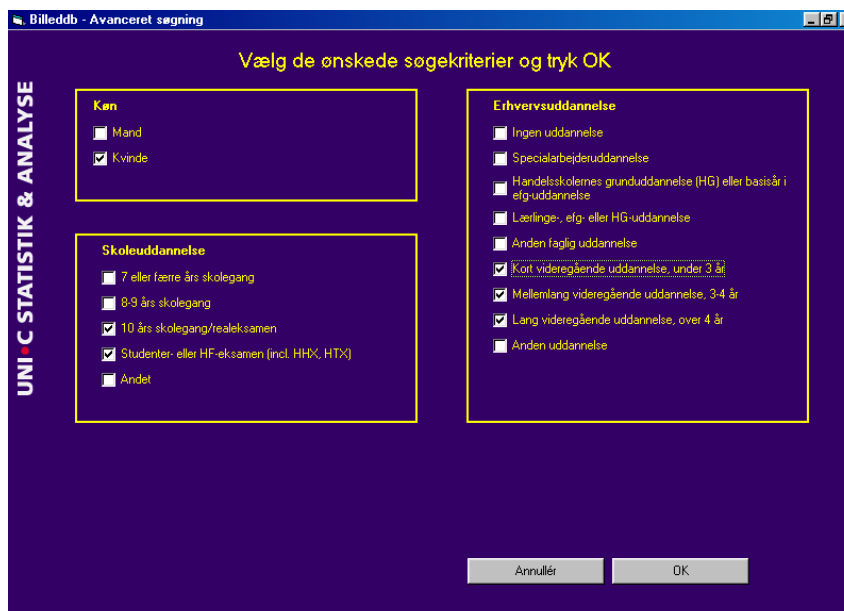 Billeddb - Avanceret søgning
Vælg de ønskede søgekriterier og tryk OK
UNI•C STATISTIK & ANALYSE
Køn
Mand
Kvinde
Skoleuddannelse
7 eller færre års skolegang
8-9 års skolegang
10 års skolegang/realeksamen
Studenter- eller HF-eksamen (incl. HHX, HTX)
Andet
Erhvervsuddannelse
Ingen uddannelse
Specialarbejderuddannelse
Handelsskolernes grunduddannelse (HG) eller basisår i
efg-uddannelse
Lærlinge-, efg- eller HG-uddannelse
Anden faglig uddannelse
Kort videregående uddannelse, under 3 år
Mellemlang videregående uddannelse, 3-4 år
Lang videregående uddannelse, over 4 år
Anden uddannelse
Annullér
OK